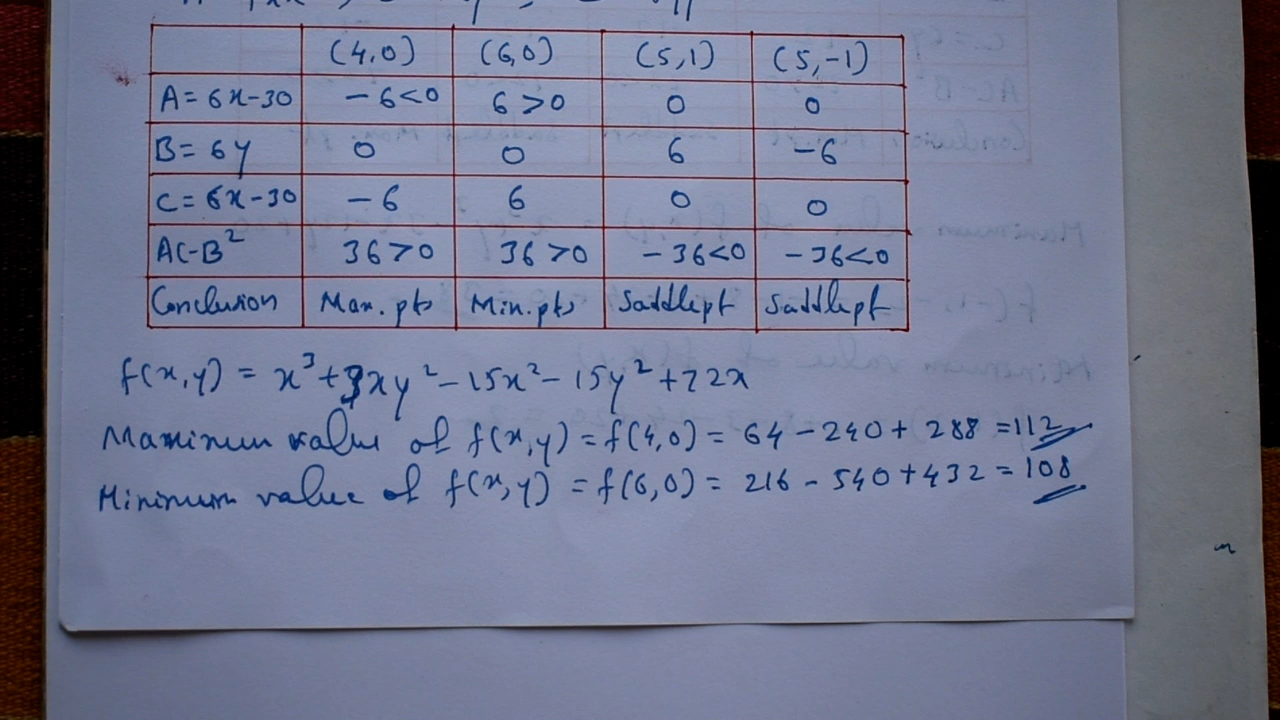 (4,0) (6,0) (5,1) (5,-1)
A = 6x-30 -6<0 6>0 0 0
B = 6y 0 0 6 -6
C = 6x-30 -6 6 0 0
AC-B² 36>0 36>0 -36<0 -36<0
Conclusion Max. pts Min. pts Saddle pt Saddle pt
f(x,y) = x³+3xy²-15x²-15y²+72x
Maximum value of f(x,y) = f(4,0) = 64-240+288 = 112
Minimum value of f(x,y) = f(6,0) = 216-540+432 = 108